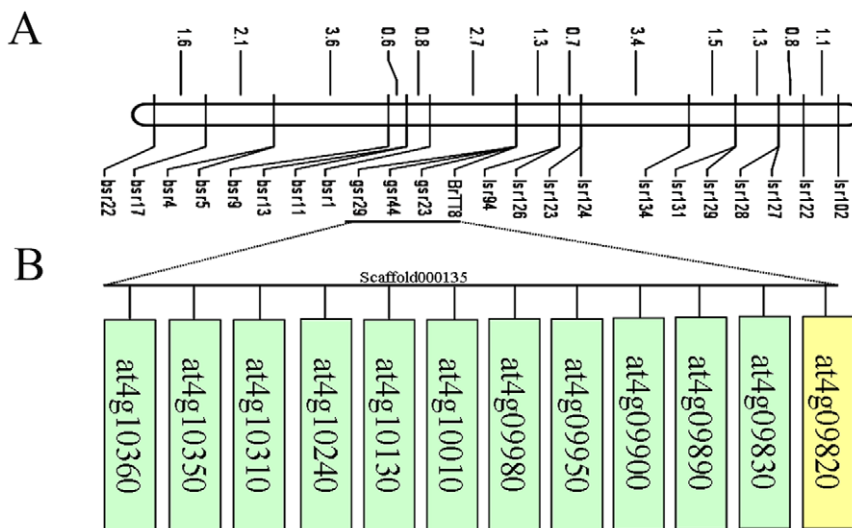 A
1.6
2.1
3.6
0.6
0.8
2.7
1.3
0.7
3.4
1.5
1.3
0.8
1.1
bsr22
bsr17
bsr4
bsr5
bsr9
bsr13
bsr11
bsr1
gsr29
gsr44
gsr23
BrTT8
lsr94
lsr126
lsr123
lsr124
lsr134
lsr131
lsr129
lsr128
lsr127
lsr122
lsr102
B
Scaffold000135
at4g10360
at4g10350
at4g10310
at4g10240
at4g10130
at4g10010
at4g09980
at4g09950
at4g09900
at4g09890
at4g09830
at4g09820